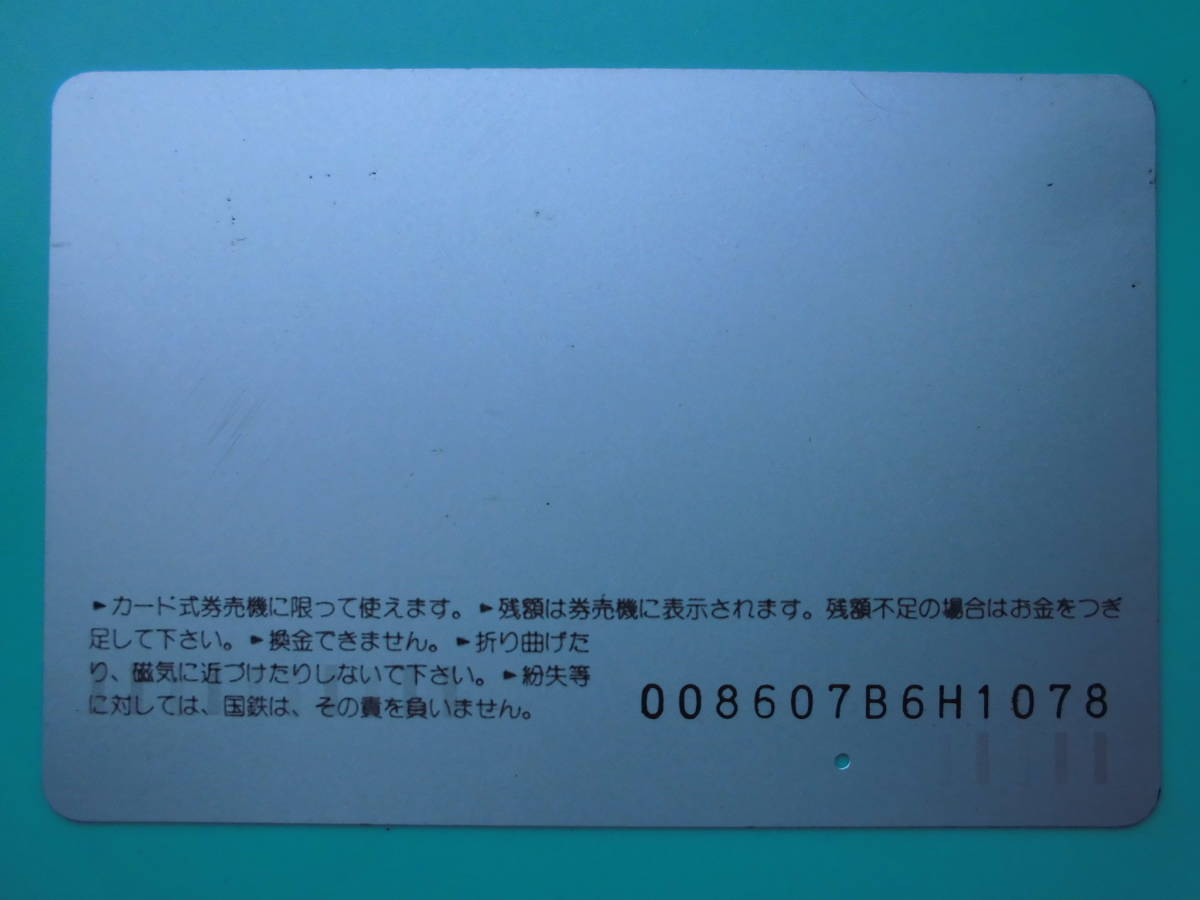 ►カード式券売機に限って使えます。►残額は券売機に表示されます。残額不足の場合はお金をつぎ
足して下さい。►換金できません。►折り曲げた
り、磁気に近づけたりしないで下さい。►紛失等
に対しては、国鉄は、その責を負いません。
008607B6H1078